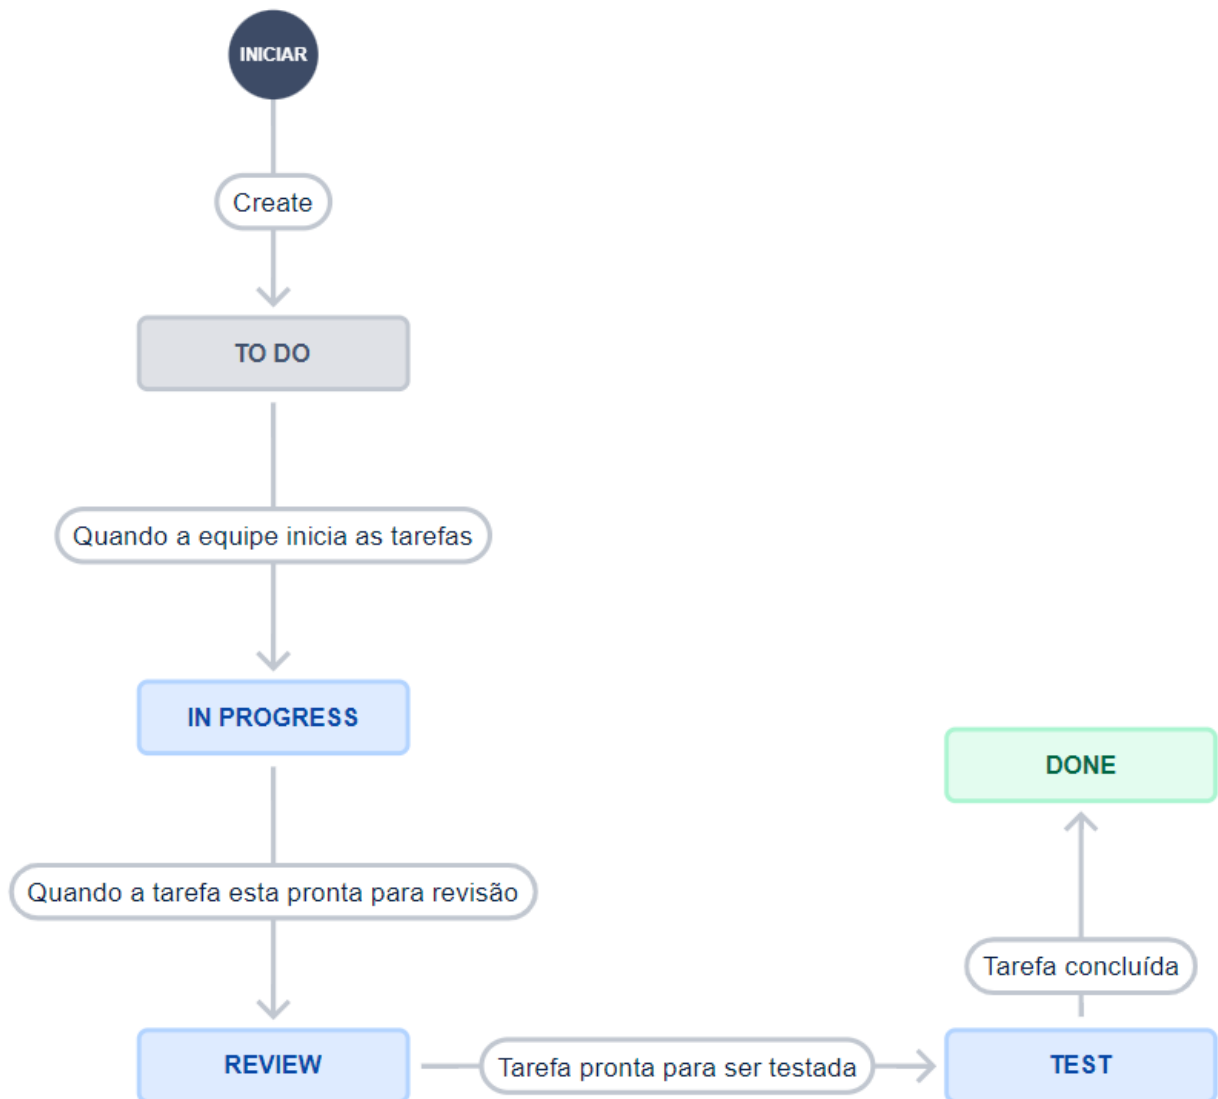 INICIAR
Create
TO DO
Quando a equipe inicia as tarefas
IN PROGRESS
Quando a tarefa esta pronta para revisão
REVIEW
Tarefa pronta para ser testada
TEST
Tarefa concluída
DONE